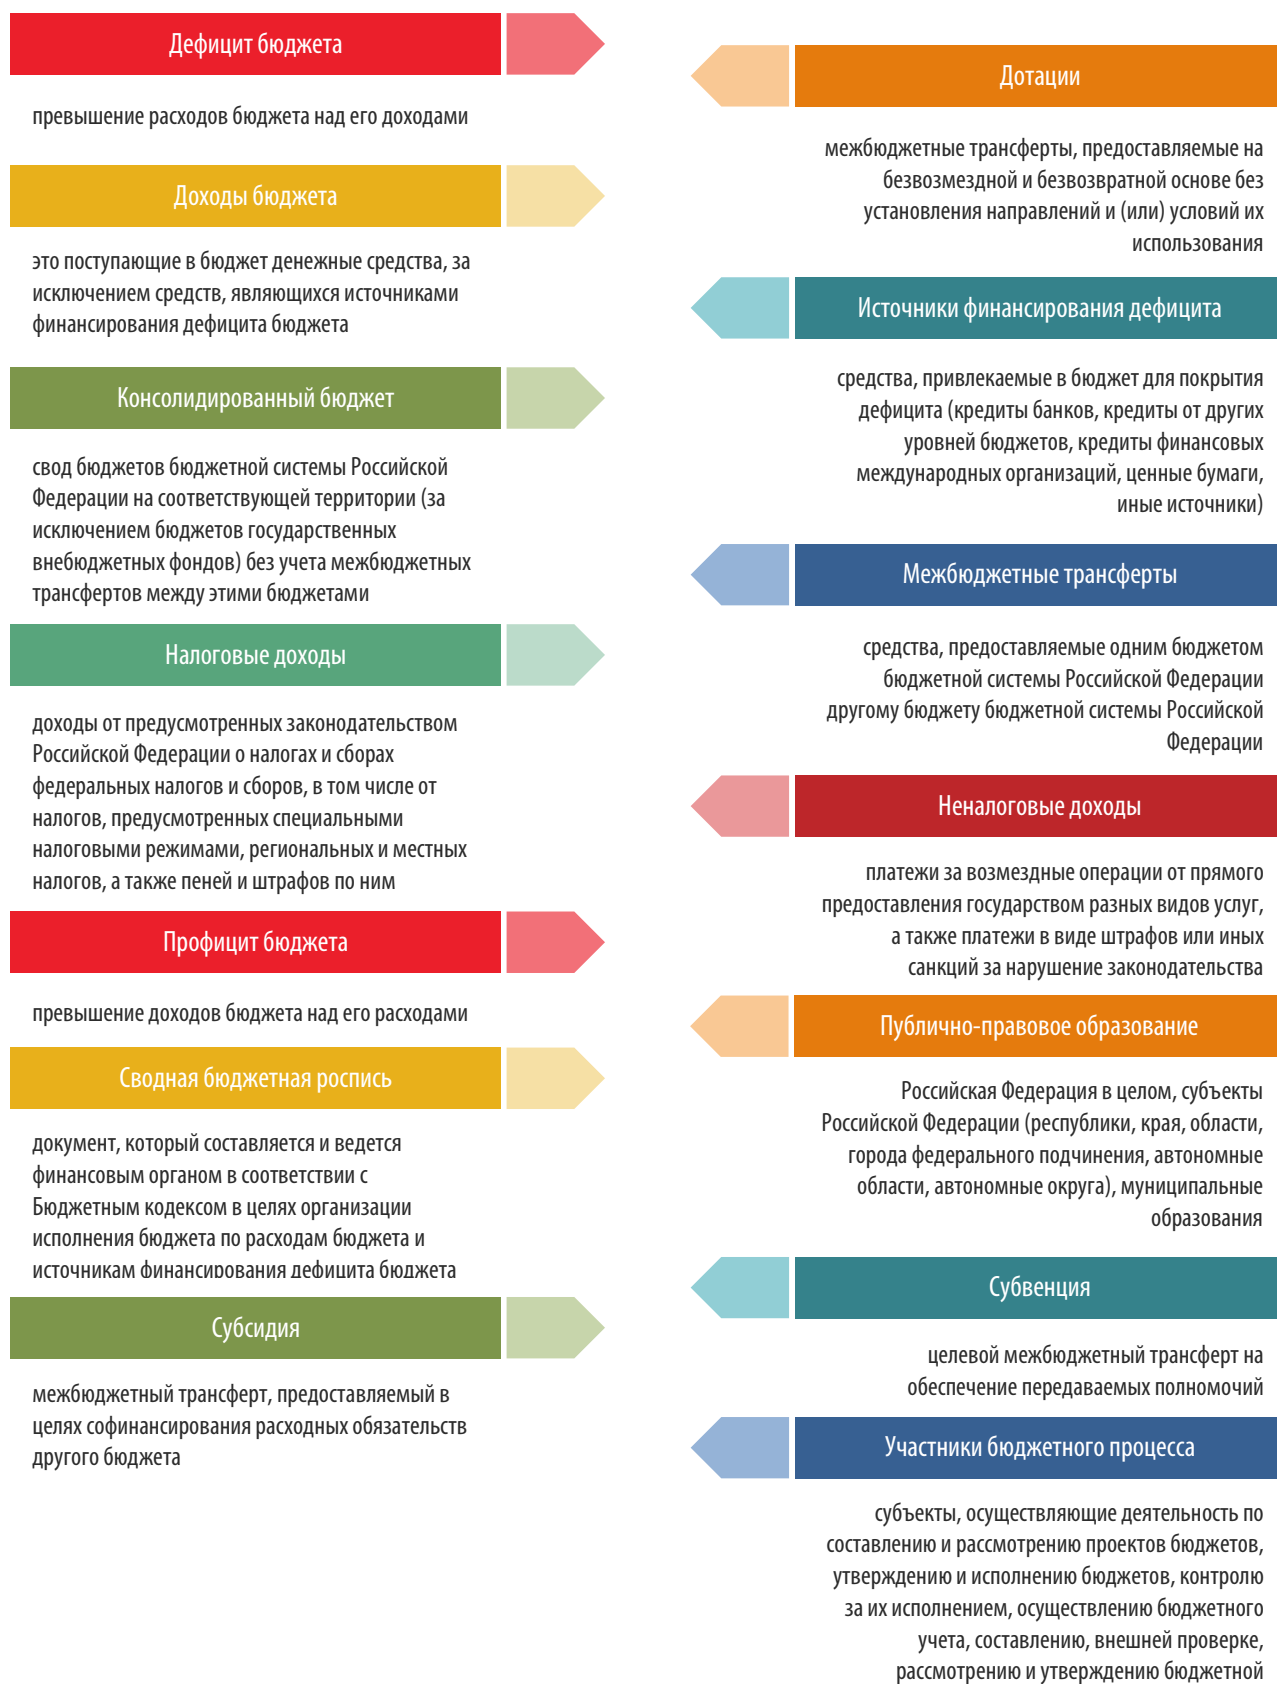 Дефицит бюджета
превышение расходов бюджета над его доходами
Доходы бюджета
это поступающие в бюджет денежные средства, за
исключением средств, являющихся источниками
финансирования дефицита бюджета
Консолидированный бюджет
свод бюджетов бюджетной системы Российской
Федерации на соответствующей территории (за
исключением бюджетов государственных
внебюджетных фондов) без учета межбюджетных
трансфертов между этими бюджетами
Налоговые доходы
доходы от предусмотренных законодательством
Российской Федерации о налогах и сборах
федеральных налогов и сборов, в том числе от
налогов, предусмотренных специальными
налоговыми режимами, региональных и местных
налогов, а также пеней и штрафов по ним
Профицит бюджета
превышение доходов бюджета над его расходами
Сводная бюджетная роспись
документ, который составляется и ведется
финансовым органом в соответствии с
Бюджетным кодексом в целях организации
исполнения бюджета по расходам бюджета и
источникам финансирования дефицита бюджета
Субсидия
межбюджетный трансферт, предоставляемый в
целях софинансирования расходных обязательств
другого бюджета
Дотации
межбюджетные трансферты, предоставляемые на
безвозмездной и безвозвратной основе без
установления направлений и (или) условий их
использования
Источники финансирования дефицита
средства, привлекаемые в бюджет для покрытия
дефицита (кредиты банков, кредиты от других
уровней бюджетов, кредиты финансовых
международных организаций, ценные бумаги,
иные источники)
Межбюджетные трансферты
средства, предоставляемые одним бюджетом
бюджетной системы Российской Федерации
другому бюджету бюджетной системы Российской
Федерации
Неналоговые доходы
платежи за возмездные операции от прямого
предоставления государством разных видов услуг,
а также платежи в виде штрафов или иных
санкций за нарушение законодательства
Публично-правовое образование
Российская Федерация в целом, субъекты
Российской Федерации (республики, края, области,
города федерального подчинения, автономные
области, автономные округа), муниципальные
образования
Субвенция
целевой межбюджетный трансферт на
обеспечение передаваемых полномочий
Участники бюджетного процесса
субъекты, осуществляющие деятельность по
составлению и рассмотрению проектов бюджетов,
утверждению и исполнению бюджетов, контролю
за их исполнением, осуществлению бюджетного
учета, составлению, внешней проверке,
рассмотрению и утверждению бюджетной